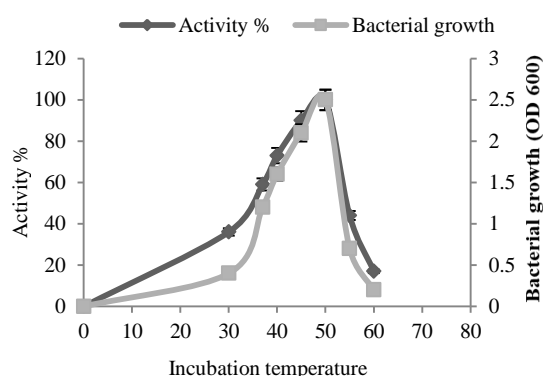 Activity % Bacterial growth
120
100
80
60
40
20
0
Activity %
3
2.5
2
1.5
1
0.5
0
Bacterial growth (OD 600)
0 10 20 30 40 50 60 70 80
Incubation temperature